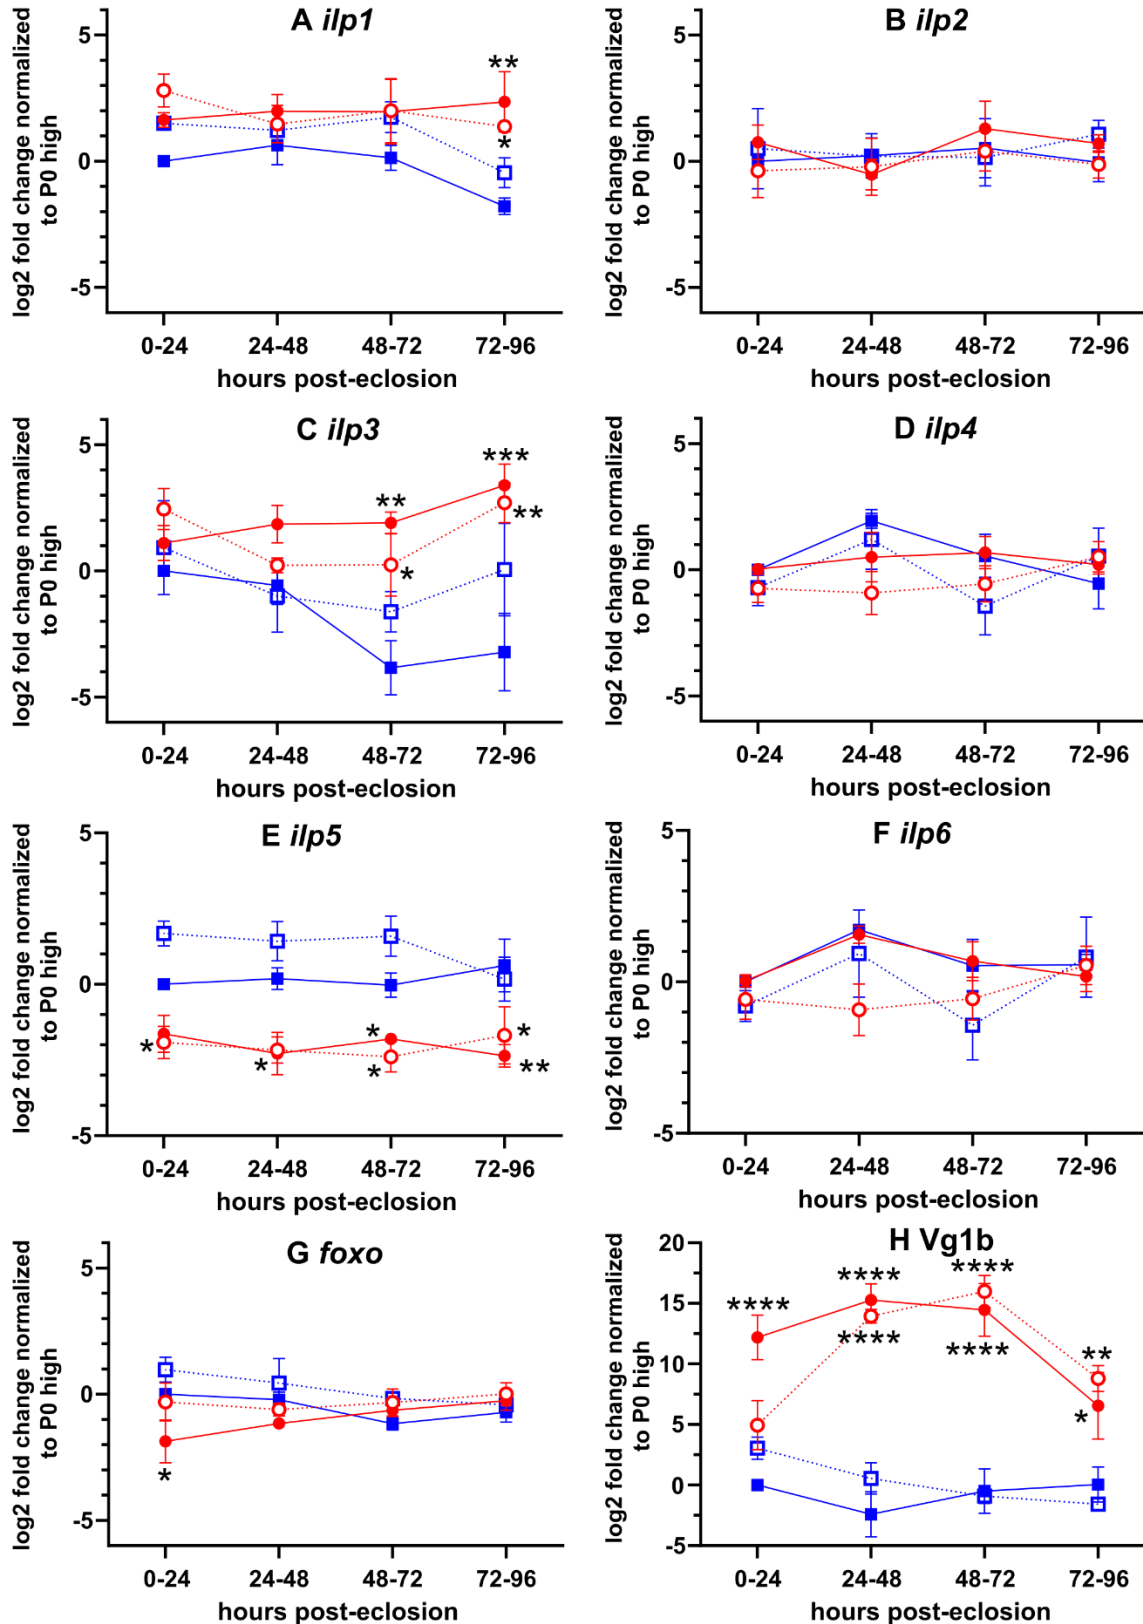 A ilp1
log2 fold change normalized
to P0 high
5
0
-5
**
*
0-24 24-48 48-72 72-96
hours post-eclosion
B ilp2
log2 fold change normalized
to P0 high
5
0
-5
0-24 24-48 48-72 72-96
hours post-eclosion
C ilp3
log2 fold change normalized
to P0 high
5
0
-5
**
*
***
**
0-24 24-48 48-72 72-96
hours post-eclosion
D ilp4
log2 fold change normalized
to P0 high
5
0
-5
0-24 24-48 48-72 72-96
hours post-eclosion
E ilp5
log2 fold change normalized
to P0 high
5
0
-5
*
*
*
*
*
**
0-24 24-48 48-72 72-96
hours post-eclosion
F ilp6
log2 fold change normalized
to P0 high
5
0
-5
0-24 24-48 48-72 72-96
hours post-eclosion
G foxo
log2 fold change normalized
to P0 high
5
0
-5
*
0-24 24-48 48-72 72-96
hours post-eclosion
H Vg1b
log2 fold change normalized
to P0 high
20
15
10
5
0
-5
****
****
****
****
****
**
*
0-24 24-48 48-72 72-96
hours post-eclosion